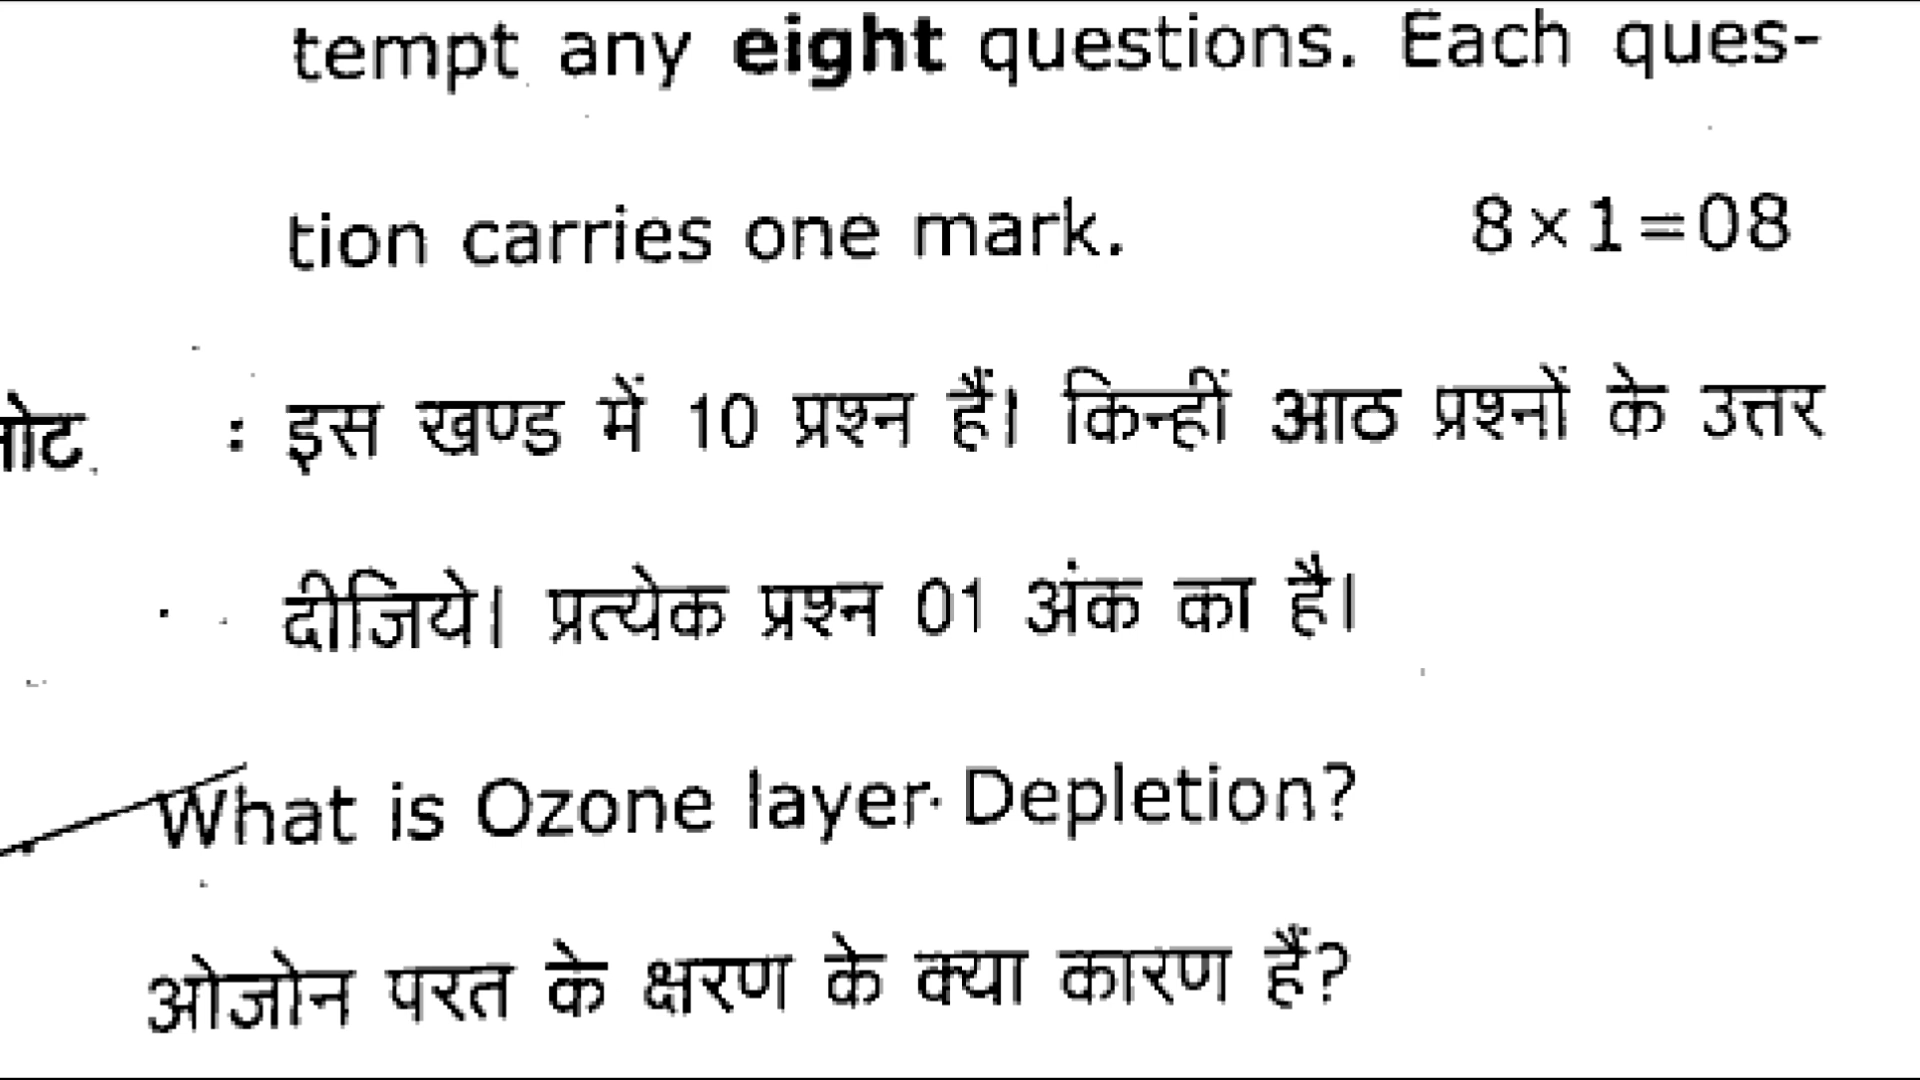 tempt any eight questions. Each ques-
tion carries one mark. 8×1=08
नोट : इस खण्ड में 10 प्रश्न हैं। किन्हीं आठ प्रश्नों के उत्तर
दीजिये। प्रत्येक प्रश्न 01 अंक का है।
What is Ozone layer Depletion?
ओजोन परत के क्षरण के क्या कारण हैं?